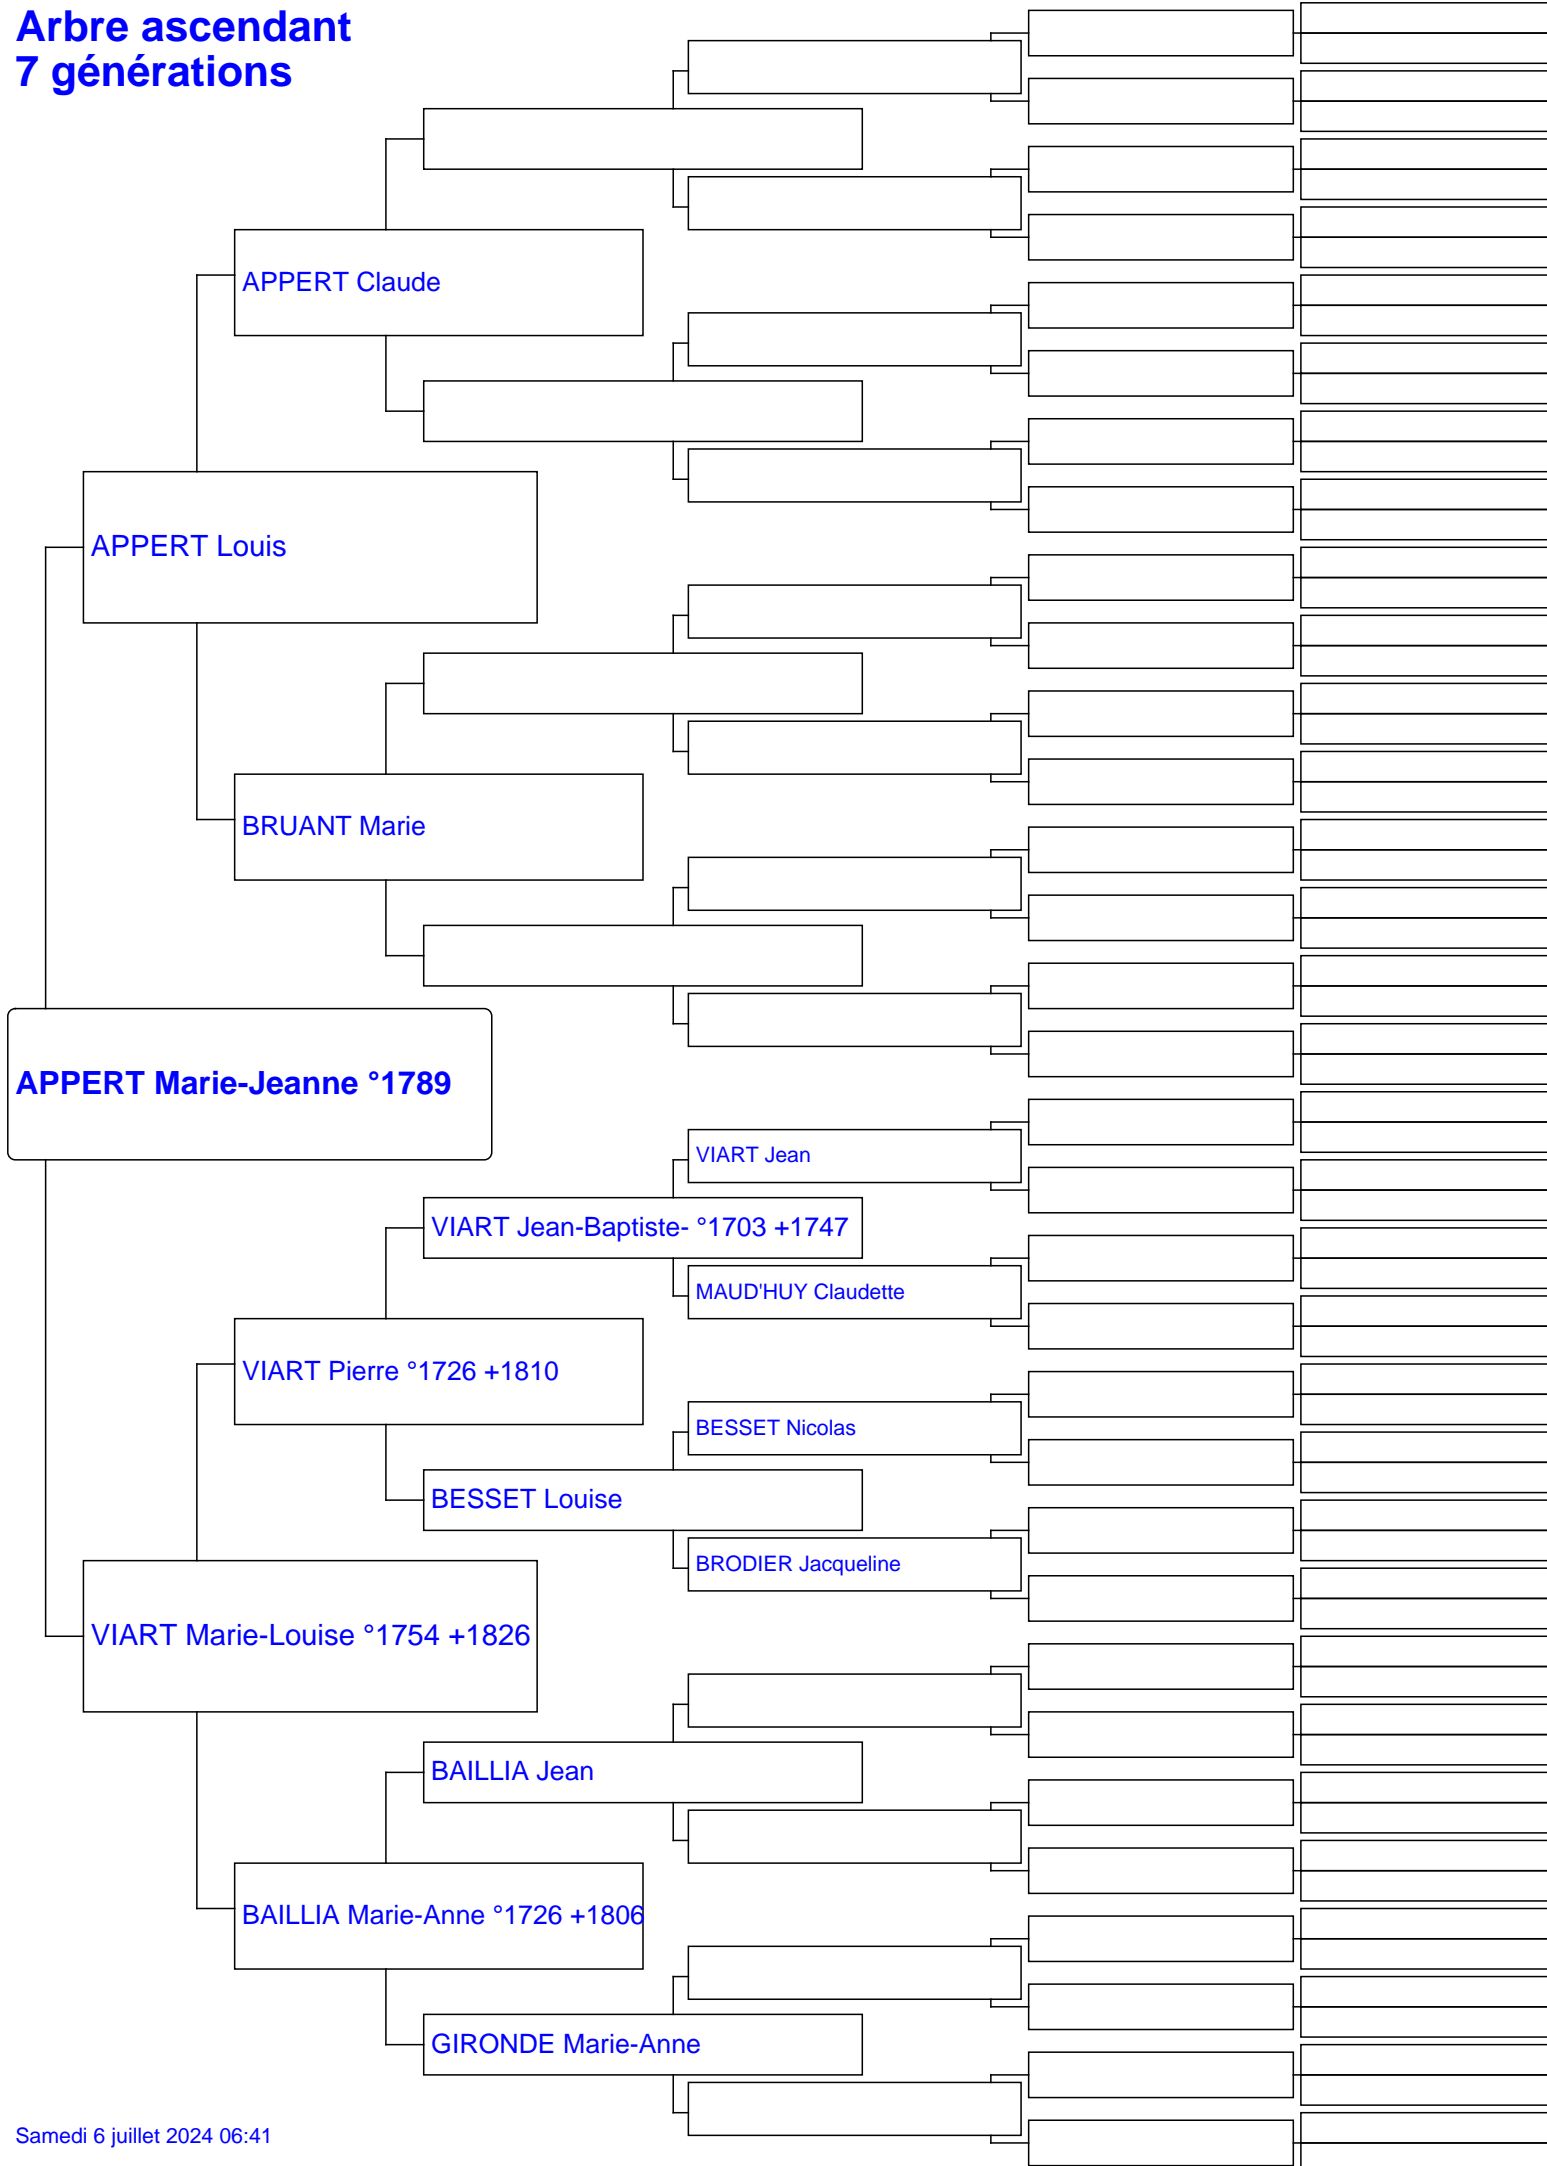 Arbre ascendant
7 générations
APPERT Claude
APPERT Louis
BRUANT Marie
APPERT Marie-Jeanne °1789
VIART Jean
VIART Jean-Baptiste- °1703 +1747
MAUD'HUY Claudette
VIART Pierre °1726 +1810
BESSET Nicolas
BESSET Louise
BRODIER Jacqueline
VIART Marie-Louise °1754 +1826
BAILLIA Jean
BAILLIA Marie-Anne °1726 +1806
GIRONDE Marie-Anne
Samedi 6 juillet 2024 06:41